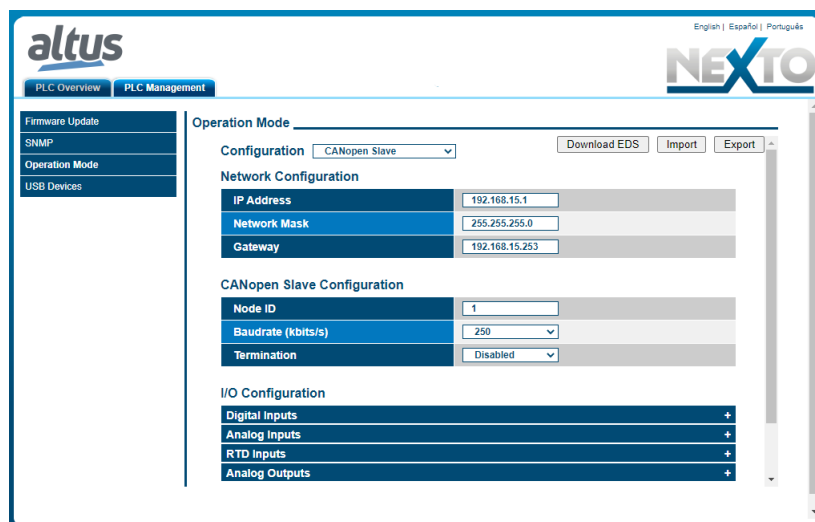 English | Español | Português
altus
NEXTO
PLC Overview PLC Management
Firmware Update
SNMP
Operation Mode
USB Devices
Operation Mode
Configuration CANopen Slave
Download EDS Import Export
Network Configuration
IP Address 192.168.15.1
Network Mask 255.255.255.0
Gateway 192.168.15.253
CANopen Slave Configuration
Node ID 1
Baudrate (kbits/s) 250
Termination Disabled
I/O Configuration
Digital Inputs +
Analog Inputs +
RTD Inputs +
Analog Outputs +